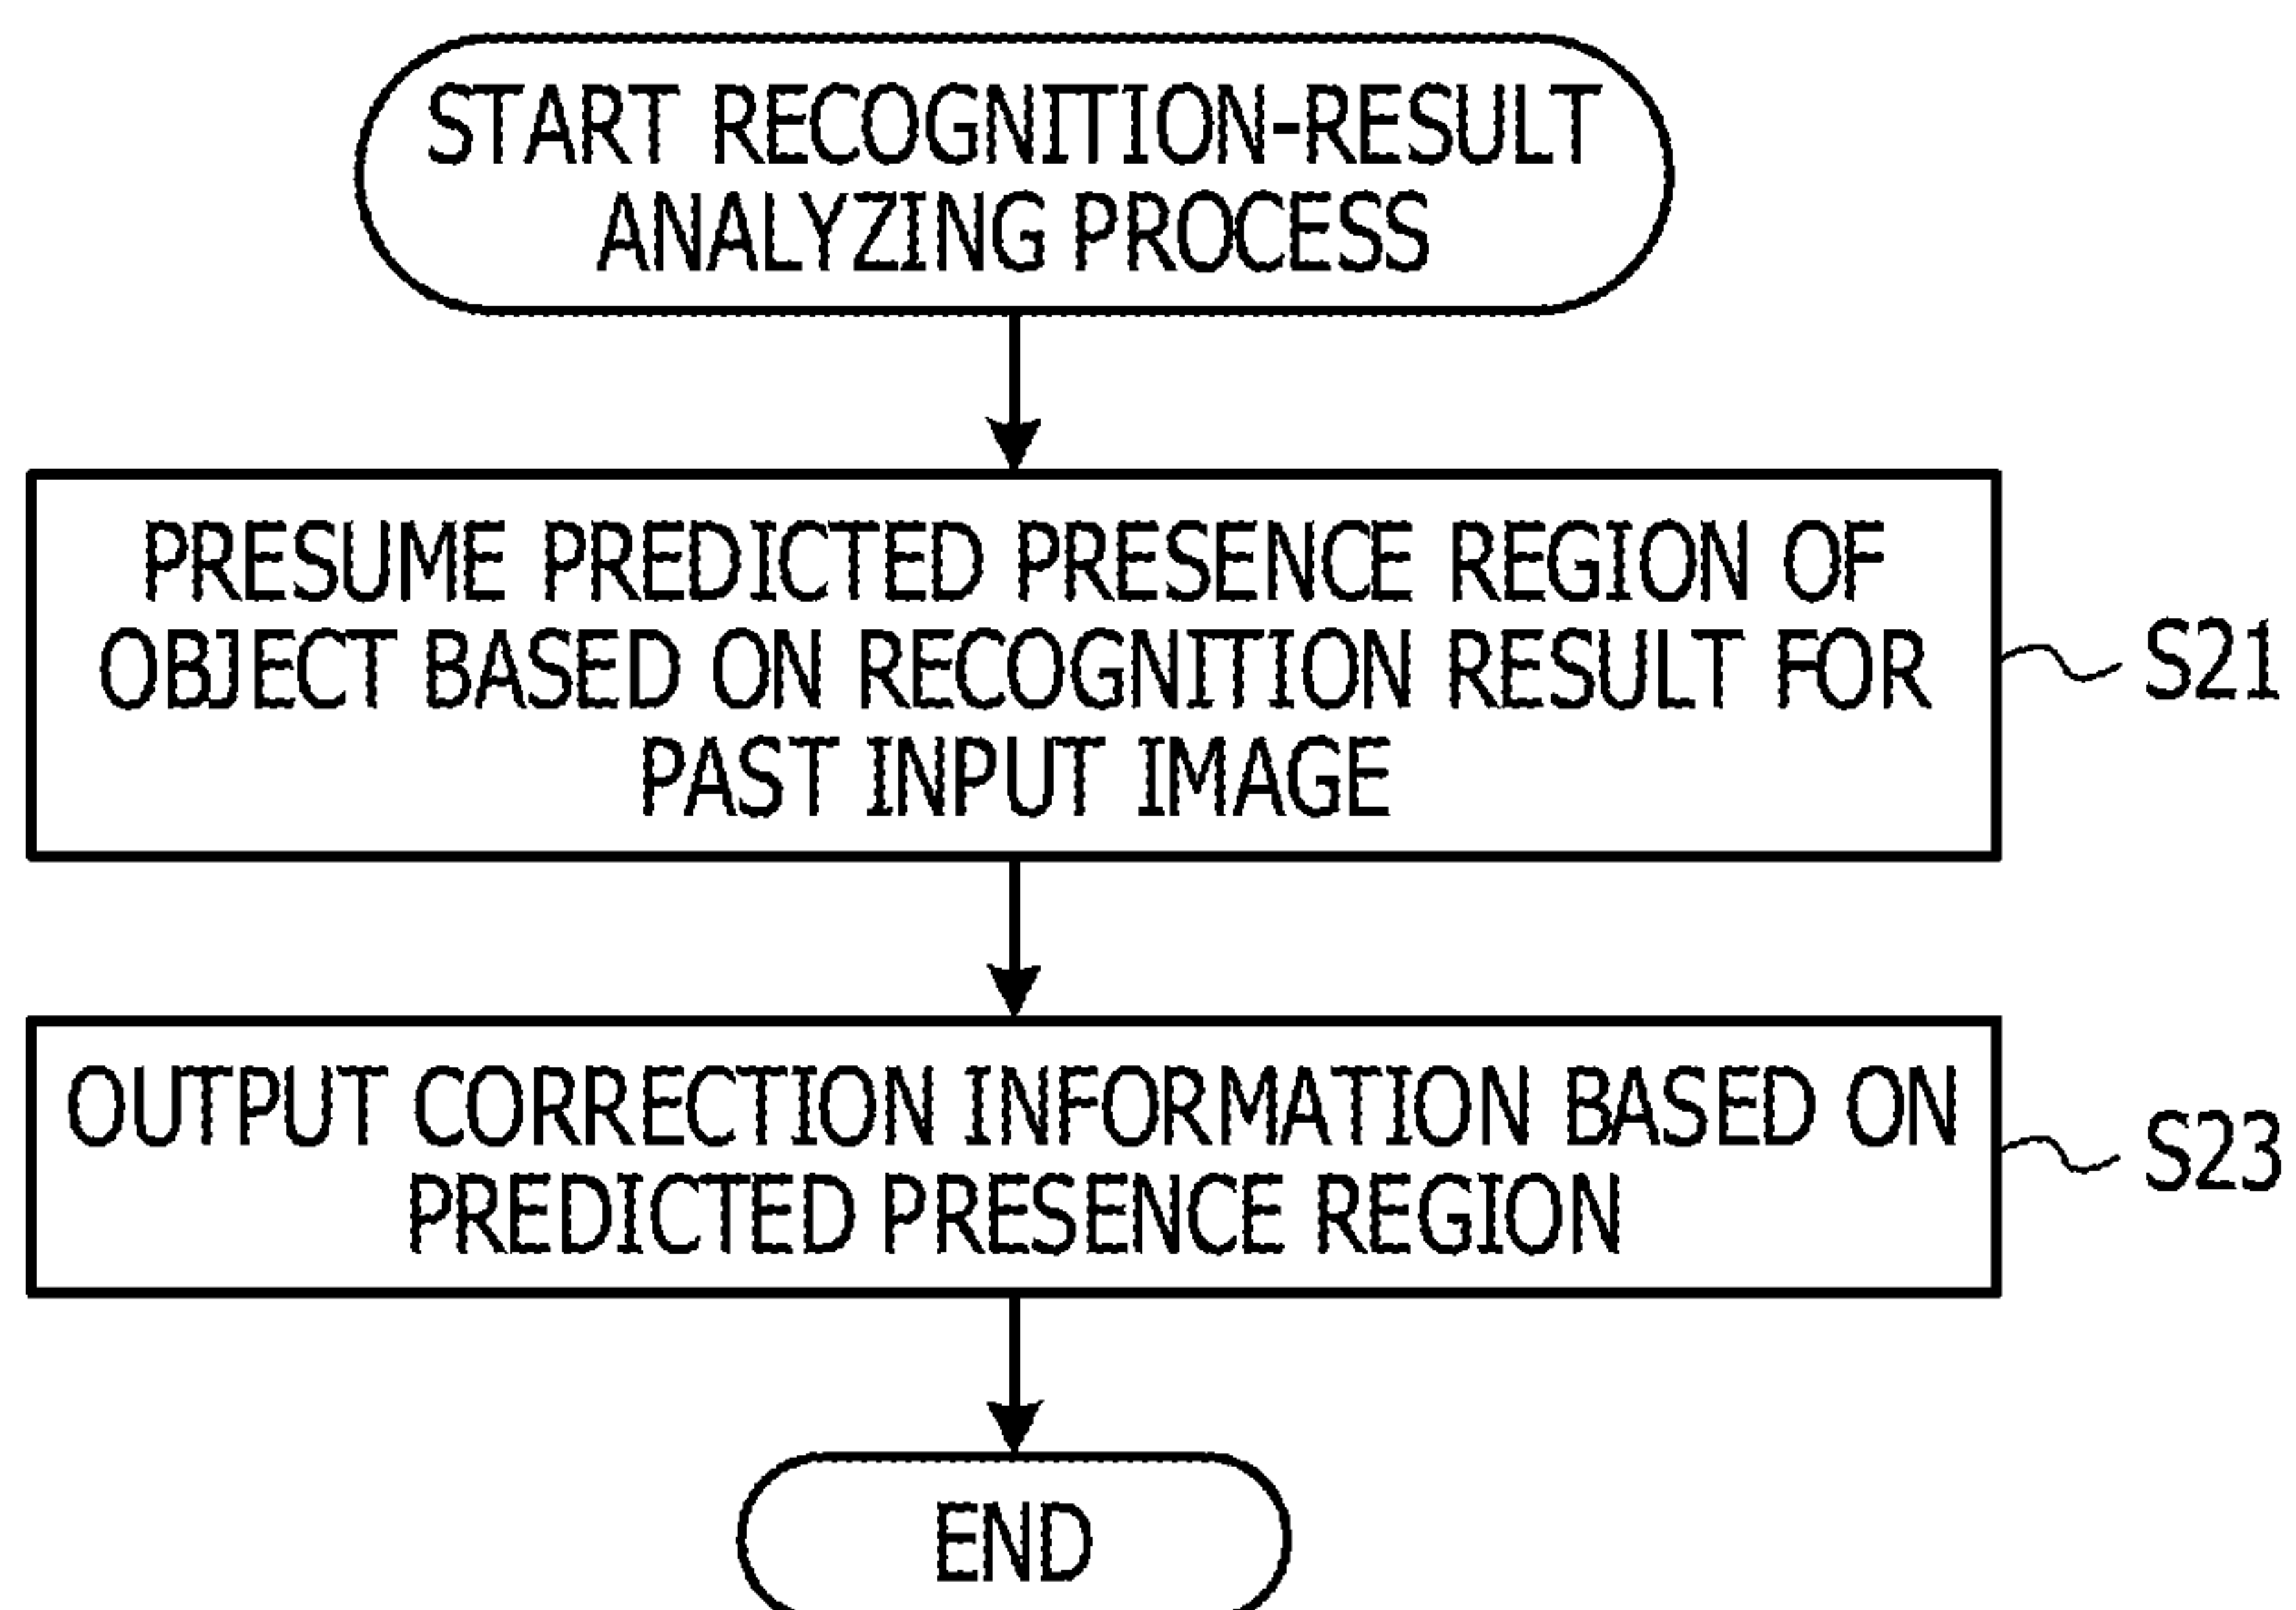 START RECOGNITION-RESULT
ANALYZING PROCESS
PRESUME PREDICTED PRESENCE REGION OF
OBJECT BASED ON RECOGNITION RESULT FOR
PAST INPUT IMAGE
S21
OUTPUT CORRECTION INFORMATION BASED ON
PREDICTED PRESENCE REGION
S23
END